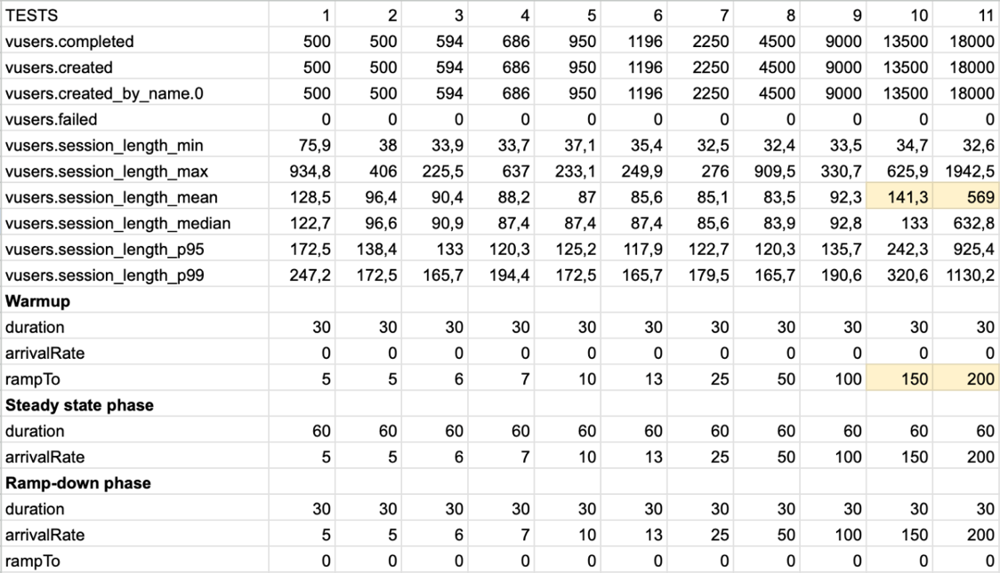 TESTS 1 2 3 4 5 6 7 8 9 10 11
vusers.completed 500 500 594 686 950 1196 2250 4500 9000 13500 18000
vusers.created 500 500 594 686 950 1196 2250 4500 9000 13500 18000
vusers.created_by_name.0 500 500 594 686 950 1196 2250 4500 9000 13500 18000
vusers.failed 0 0 0 0 0 0 0 0 0 0 0
vusers.session_length_min 75,9 38 33,9 33,7 37,1 35,4 32,5 32,4 33,5 34,7 32,6
vusers.session_length_max 934,8 406 225,5 637 233,1 249,9 276 909,5 330,7 625,9 1942,5
vusers.session_length_mean 128,5 96,4 90,4 88,2 87 85,6 85,1 83,5 92,3 141,3 569
vusers.session_length_median 122,7 96,6 90,9 87,4 87,4 87,4 85,6 83,9 92,8 133 632,8
vusers.session_length_p95 172,5 138,4 133 120,3 125,2 117,9 122,7 120,3 135,7 242,3 925,4
vusers.session_length_p99 247,2 172,5 165,7 194,4 172,5 165,7 179,5 165,7 190,6 320,6 1130,2
Warmup
duration 30 30 30 30 30 30 30 30 30 30 30
arrivalRate 0 0 0 0 0 0 0 0 0 0 0
rampTo 5 5 6 7 10 13 25 50 100 150 200
Steady state phase
duration 60 60 60 60 60 60 60 60 60 60 60
arrivalRate 5 5 6 7 10 13 25 50 100 150 200
Ramp-down phase
duration 30 30 30 30 30 30 30 30 30 30 30
arrivalRate 5 5 6 7 10 13 25 50 100 150 200
rampTo 0 0 0 0 0 0 0 0 0 0 0